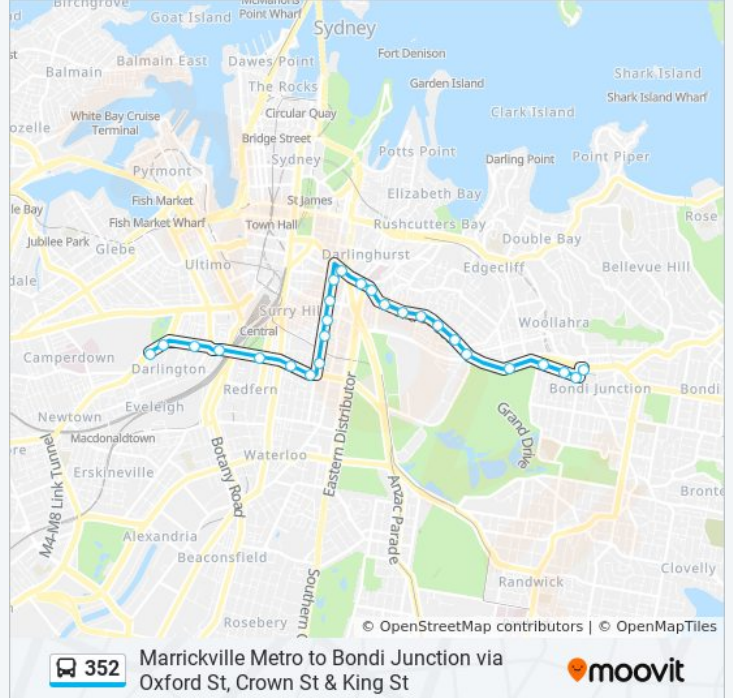 Birchgrove
McMahons
Point Wharf
Goat Island
Sydney
st
Balmain East
Dawes Point
Fort Denison
Balmain
The Rocks
Garden Island
Shark Island
Shark Island Wharf
White Bay Cruise
Terminal
Circular Quay
Clark Island
ozelle
Bridge Street
Sydney
Potts Point
Darling Point
Point Piper
Pyrmont
Elizabeth Bay
le Bay
Fish Market
St James
Rose
Fish Market Wharf
Town Hall
Rushcutters Bay
Jubilee Park
Glebe
Double Bay
Ultimo
Darlinghurst
Edgecliff
Bellevue Hill
dale
Surry Hil
Woollahra
Central
Camperdown
Darlington
Redfern
Bondi Junction
Bondi
Eveleigh
Newtown
Macdonaldtown
Grand Drive
Eastern Distributor
M4-M8 Link Tunnel
Botany Road
Waterloo
Erskineville
Anzac Parade
Bronte
Alexandria
Beaconsfield
Clovelly
Randwick
Southern C
Rosebery
© OpenStreetMap contributors | © OpenMapTiles
352
Marrickville Metro to Bondi Junction via
Oxford St, Crown St & King St
moovit